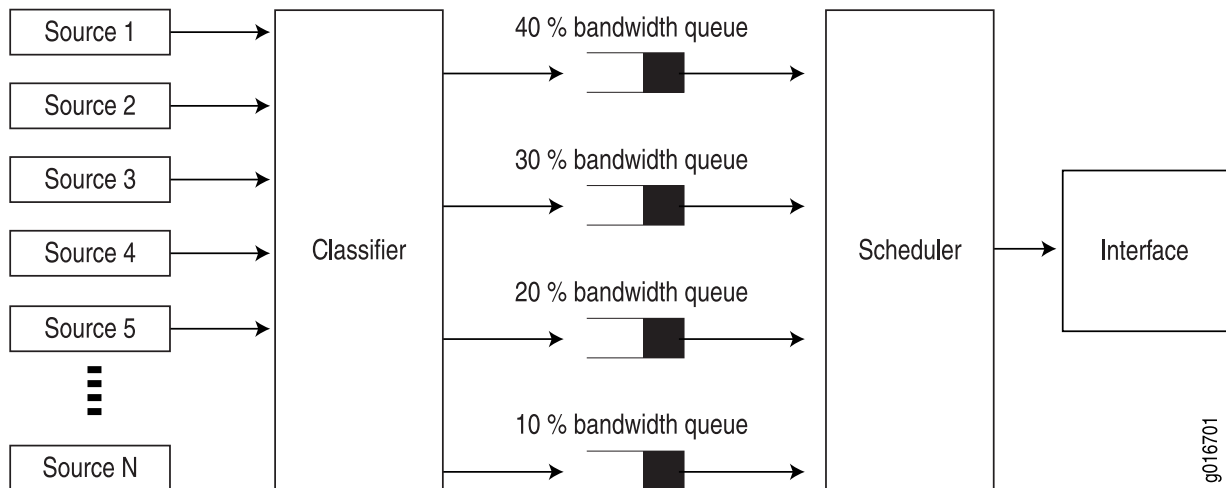 Source 1
Source 2
Source 3
Source 4
Source 5
Source N
Classifier
40 % bandwidth queue
30 % bandwidth queue
20 % bandwidth queue
10 % bandwidth queue
Scheduler
Interface
g016701